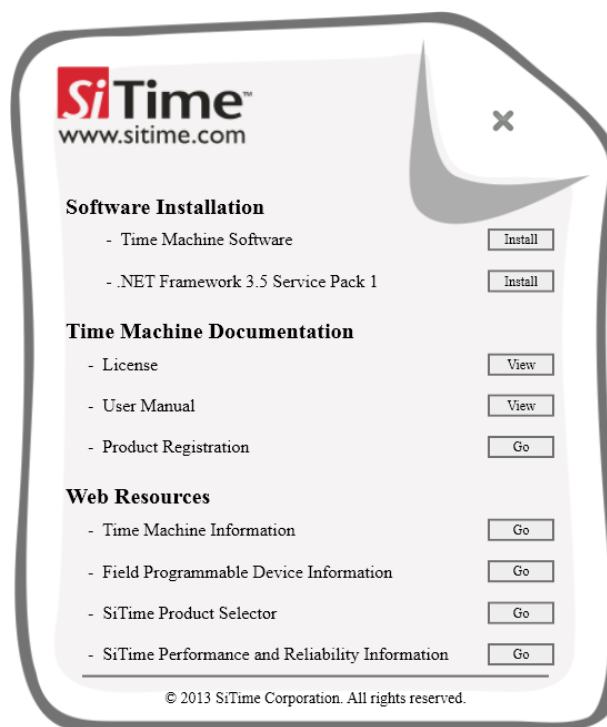 SiTime™
www.sitime.com
Software Installation
- Time Machine Software Install
- .NET Framework 3.5 Service Pack 1 Install
Time Machine Documentation
- License View
- User Manual View
- Product Registration Go
Web Resources
- Time Machine Information Go
- Field Programmable Device Information Go
- SiTime Product Selector Go
- SiTime Performance and Reliability Information Go
© 2013 SiTime Corporation. All rights reserved.